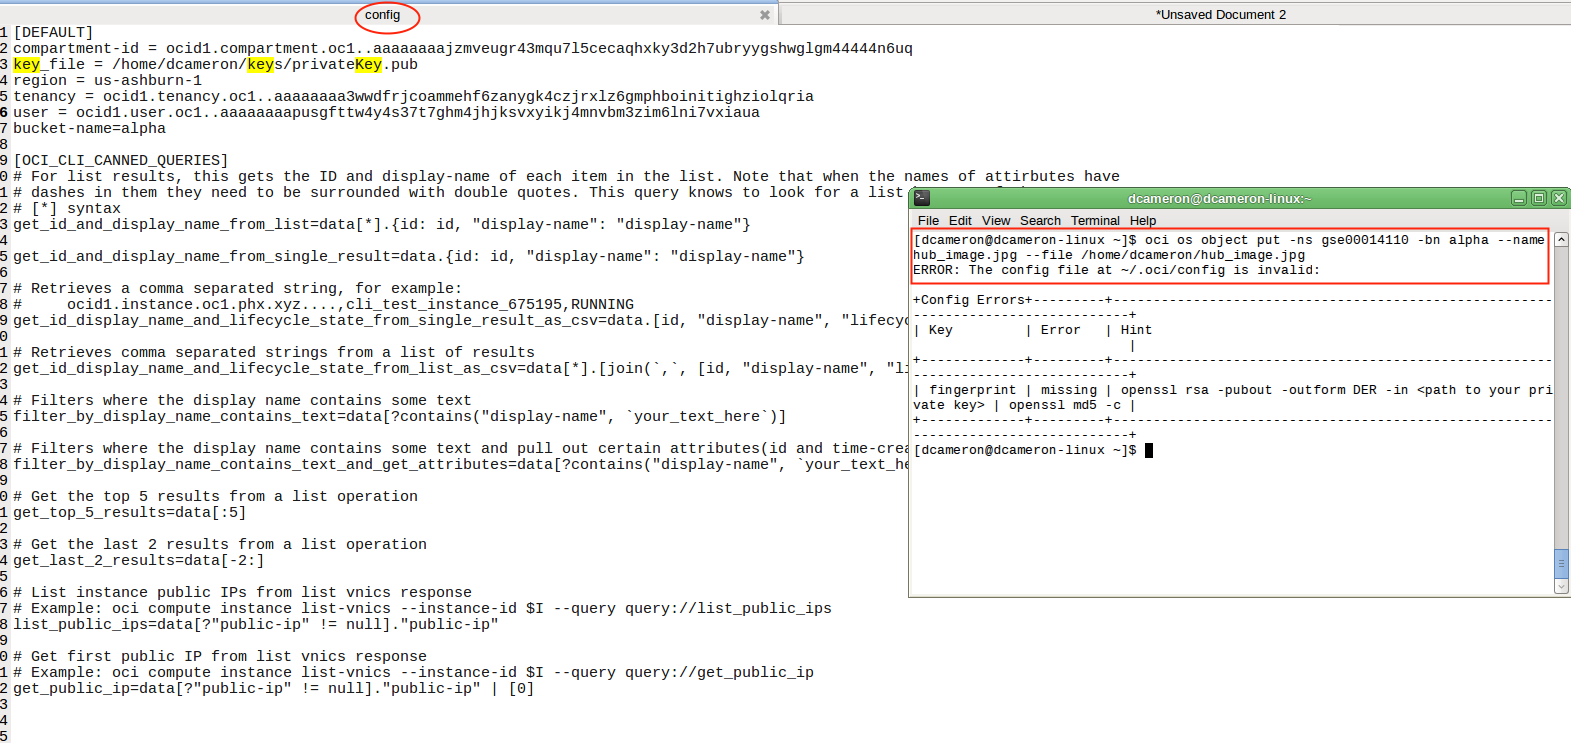 config
*Unsaved Document 2
1 [DEFAULT]
2 compartment-id = ocid1.compartment.oc1..aaaaaaaajzmveugr43mqu7l5cecaqhxky3d2h7ubryygshwglgm44444n6uq
3 key_file = /home/dcameron/keys/privateKey.pub
4 region = us-ashburn-1
5 tenancy = ocid1.tenancy.oc1..aaaaaaaa3wwdfrjcoammehf6zanygk4czjrxlz6gmphboinitighziolqria
6 user = ocid1.user.oc1..aaaaaaaapusgfttw4y4s37t7ghm4jhjksvxyikj4mnvbm3zim6lni7vxiaua
7 bucket-name=alpha
8
9 [OCI_CLI_CANNED_QUERIES]
0 # For list results, this gets the ID and display-name of each item in the list. Note that when the names of attirbutes have
1 # dashes in them they need to be surrounded with double quotes. This query knows to look for a list
2 # [*] syntax
3 get_id_and_display_name_from_list=data[*].{id: id, "display-name": "display-name"}
4
5 get_id_and_display_name_from_single_result=data.{id: id, "display-name": "display-name"}
6
7 # Retrieves a comma separated string, for example:
8 #     ocid1.instance.oc1.phx.xyz....,cli_test_instance_675195,RUNNING
9 get_id_display_name_and_lifecycle_state_from_single_result_as_csv=data.[id, "display-name", "lifecyc
0
1 # Retrieves comma separated strings from a list of results
2 get_id_display_name_and_lifecycle_state_from_list_as_csv=data[*].[join(`,`, [id, "display-name", "li
3
4 # Filters where the display name contains some text
5 filter_by_display_name_contains_text=data[?contains("display-name", `your_text_here`)]
6
7 # Filters where the display name contains some text and pull out certain attributes(id and time-crea
8 filter_by_display_name_contains_text_and_get_attributes=data[?contains("display-name", `your_text_he
9
0 # Get the top 5 results from a list operation
1 get_top_5_results=data[:5]
2
3 # Get the last 2 results from a list operation
4 get_last_2_results=data[-2:]
5
6 # List instance public IPs from list vnics response
7 # Example: oci compute instance list-vnics --instance-id $I --query query://list_public_ips
8 list_public_ips=data[?"public-ip" != null]."public-ip"
9
0 # Get first public IP from list vnics response
1 # Example: oci compute instance list-vnics --instance-id $I --query query://get_public_ip
2 get_public_ip=data[?"public-ip" != null]."public-ip" | [0]
3
4
5
dcameron@dcameron-linux:~
File Edit View Search Terminal Help
[dcameron@dcameron-linux ~]$ oci os object put -ns gse00014110 -bn alpha --name
hub_image.jpg --file /home/dcameron/hub_image.jpg
ERROR: The config file at ~/.oci/config is invalid:
+Config Errors+---------+-------------------------------------------------------
---------------------------+
| Key         | Error   | Hint
                           |
+-------------+---------+-------------------------------------------------------
---------------------------+
| fingerprint | missing | openssl rsa -pubout -outform DER -in <path to your pri
vate key> | openssl md5 -c |
+-------------+---------+-------------------------------------------------------
---------------------------+
[dcameron@dcameron-linux ~]$